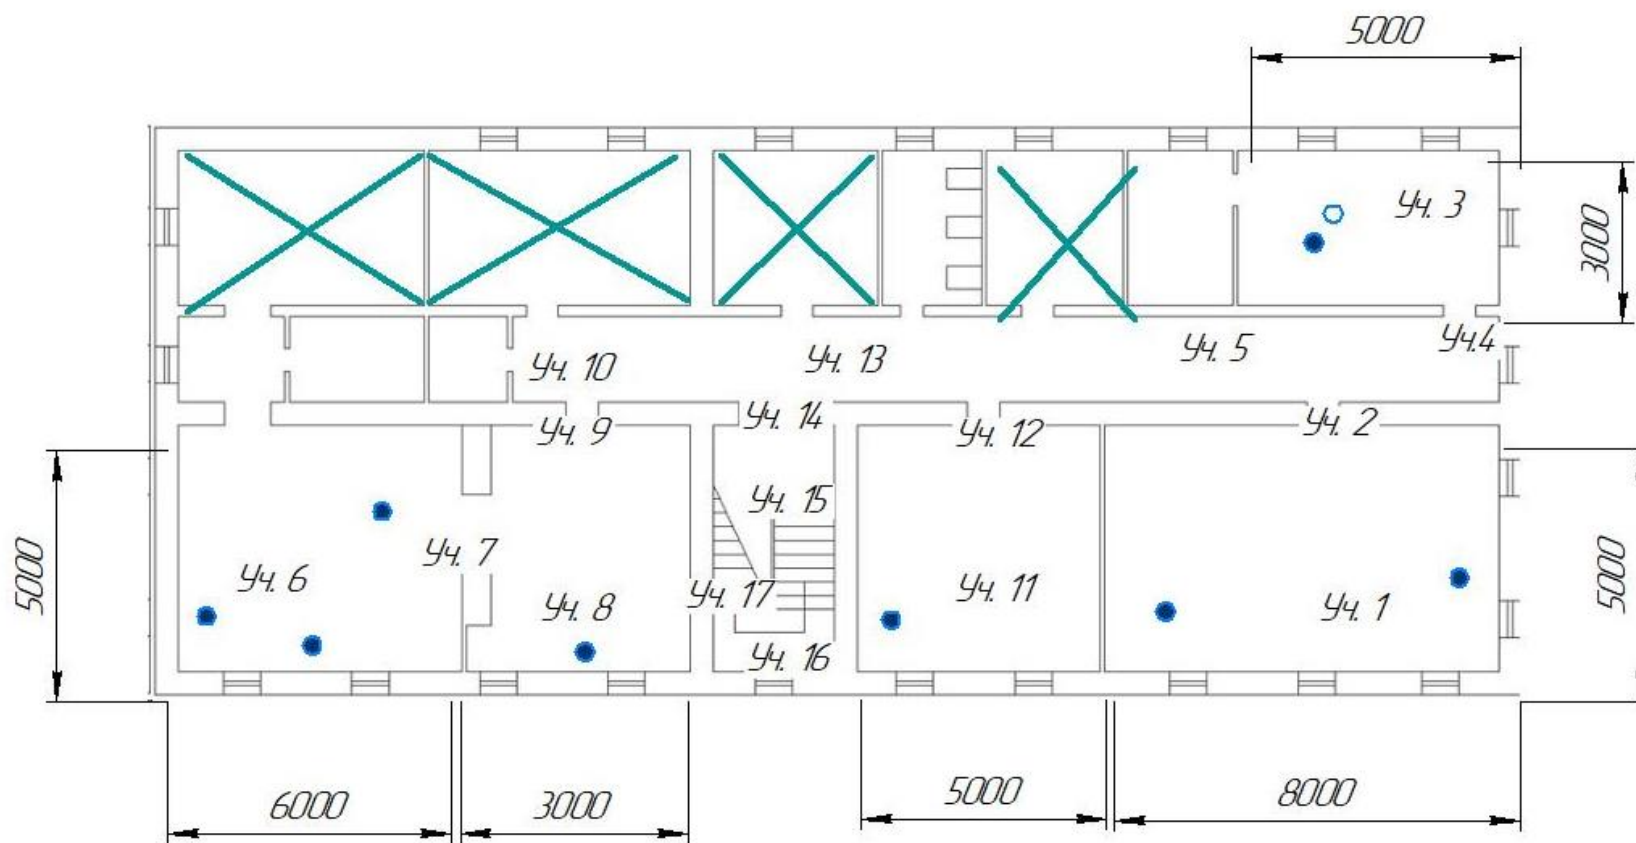 5000
Уч. 3
3000
Уч. 10
Уч. 13
Уч. 5
Уч.4
Уч. 9
Уч. 14
Уч. 12
Уч. 2
Уч. 15
5000
Уч. 6
Уч. 7
Уч. 8
Уч. 17
Уч. 11
Уч. 1
5000
Уч. 16
6000
3000
5000
8000